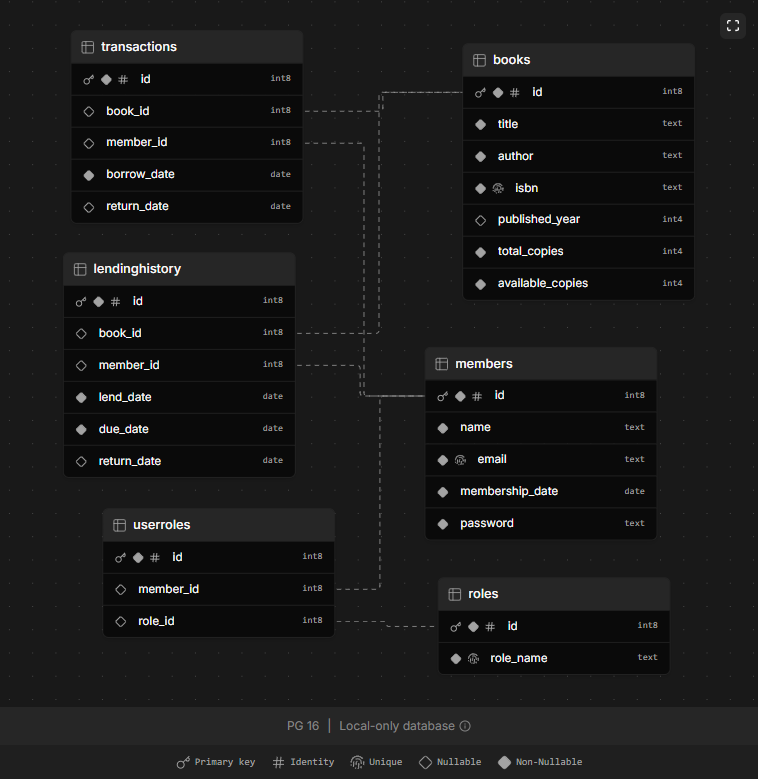 transactions
id int8
book_id int8
member_id int8
borrow_date date
return_date date
books
id int8
title text
author text
isbn text
published_year int4
total_copies int4
available_copies int4
lendinghistory
id int8
book_id int8
member_id int8
lend_date date
due_date date
return_date date
members
id int8
name text
email text
membership_date date
password text
userroles
id int8
member_id int8
role_id int8
roles
id int8
role_name text
PG 16 | Local-only database
Primary key Identity Unique Nullable Non-Nullable